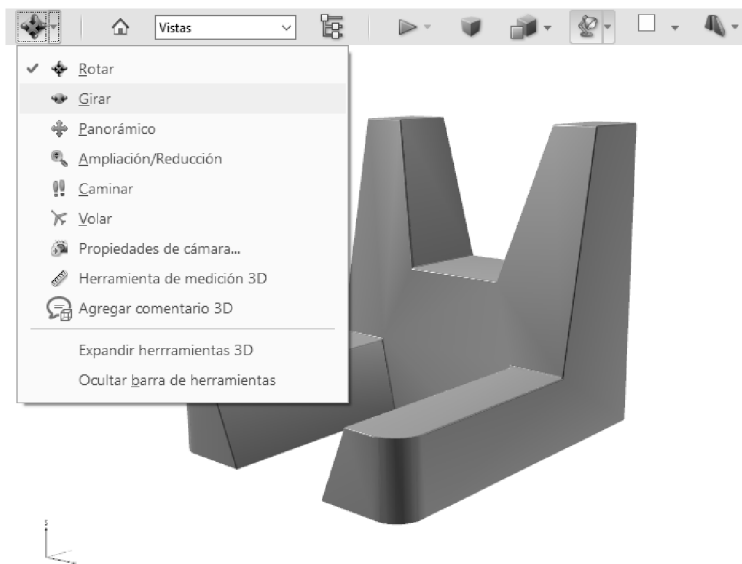 Vistas
Rotar
Girar
Panorámico
Ampliación/Reducción
Caminar
Volar
Propiedades de cámara...
Herramienta de medición 3D
Agregar comentario 3D
Expandir herrramientas 3D
Ocultar barra de herramientas